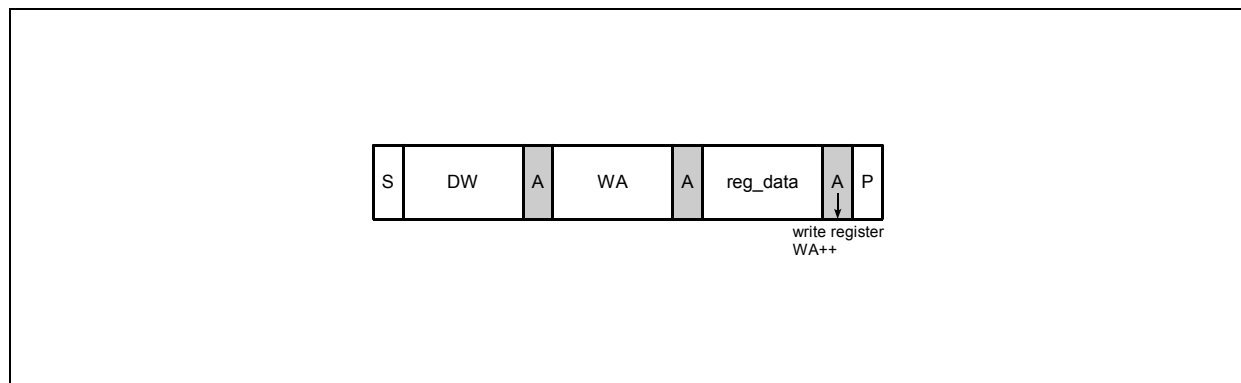 S DW A WA A reg_data A P
write register
WA++